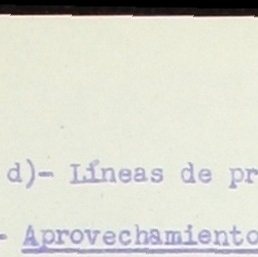 d)- Líneas de pr
- Aprovechamiento